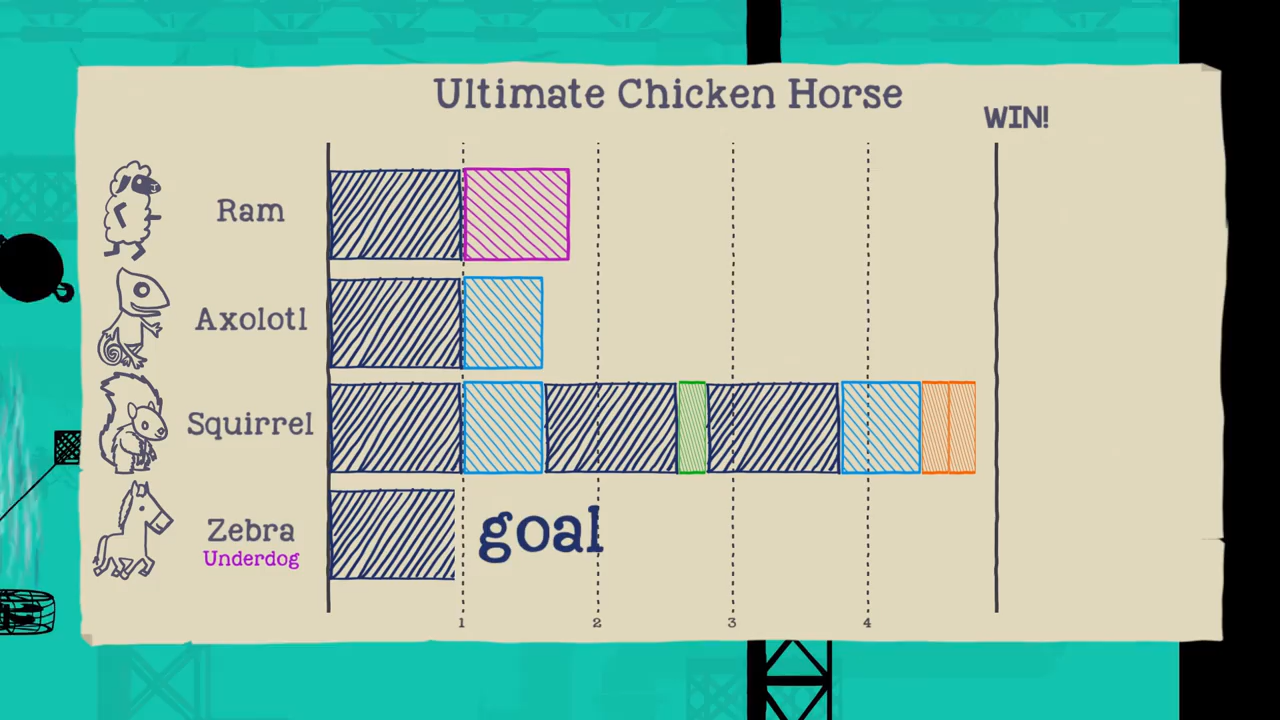 Ultimate Chicken Horse
WIN!
Ram
Axolotl
Squirrel
Zebra
Underdog
goal
1 2 3 4